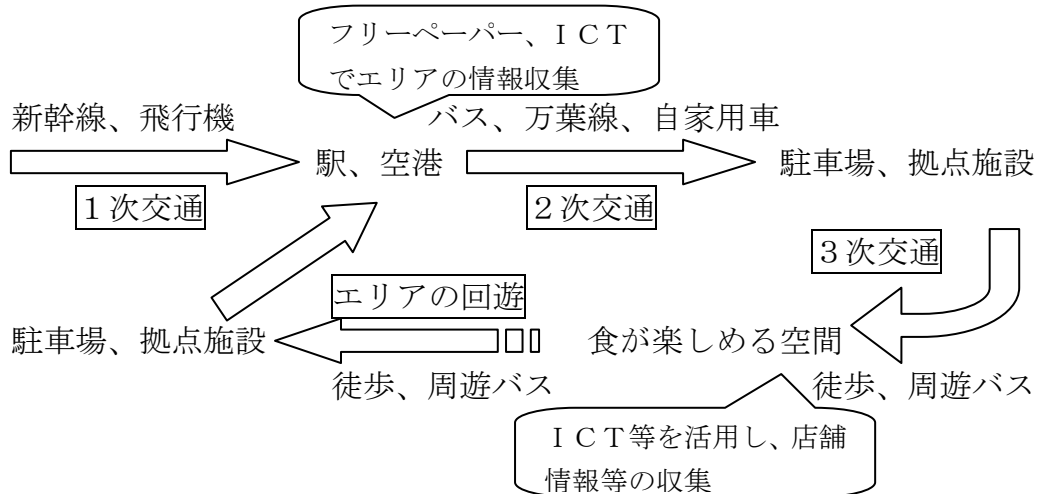 フリーペーパー、ＩＣＴ
でエリアの情報収集
新幹線、飛行機
バス、万葉線、自家用車
駅、空港
駐車場、拠点施設
１次交通
２次交通
３次交通
エリアの回遊
駐車場、拠点施設
食が楽しめる空間
徒歩、周遊バス
徒歩、周遊バス
ＩＣＴ等を活用し、店舗
情報等の収集